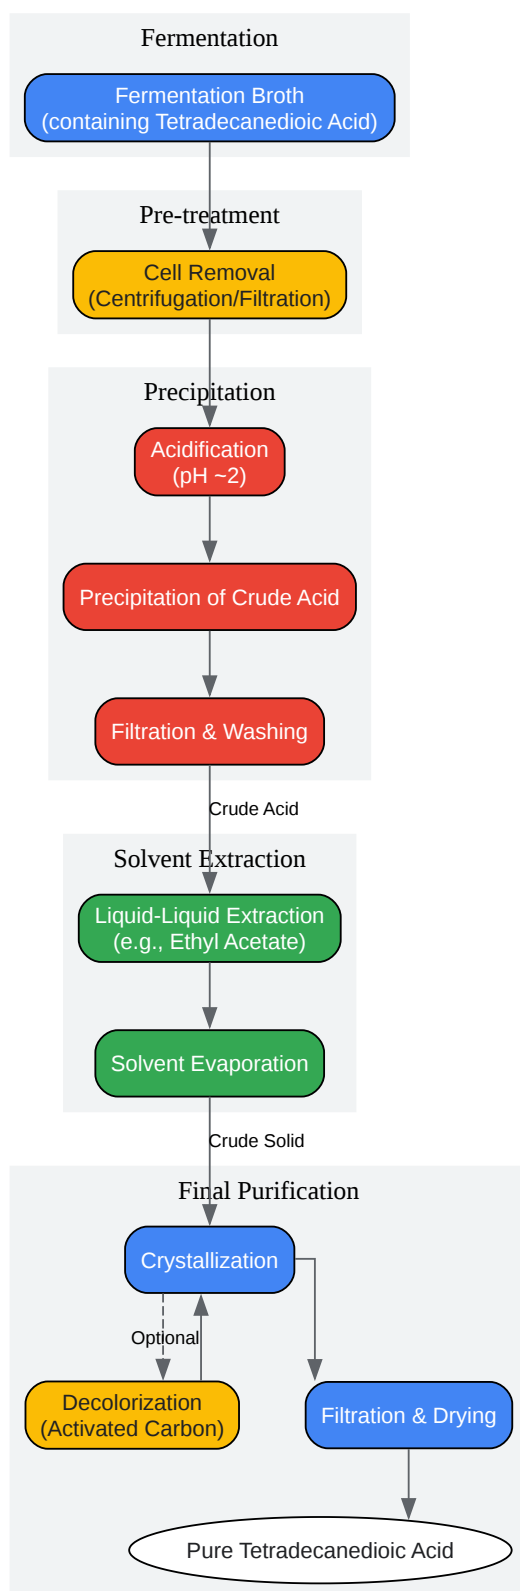 Fermentation
Fermentation Broth
(containing Tetradecanedioic Acid)
Pre-treatment
Cell Removal
(Centrifugation/Filtration)
Precipitation
Acidification
(pH ~2)
Precipitation of Crude Acid
Filtration & Washing
Crude Acid
Solvent Extraction
Liquid-Liquid Extraction
(e.g., Ethyl Acetate)
Solvent Evaporation
Crude Solid
Final Purification
Crystallization
Optional
Decolorization
(Activated Carbon)
Filtration & Drying
Pure Tetradecanedioic Acid